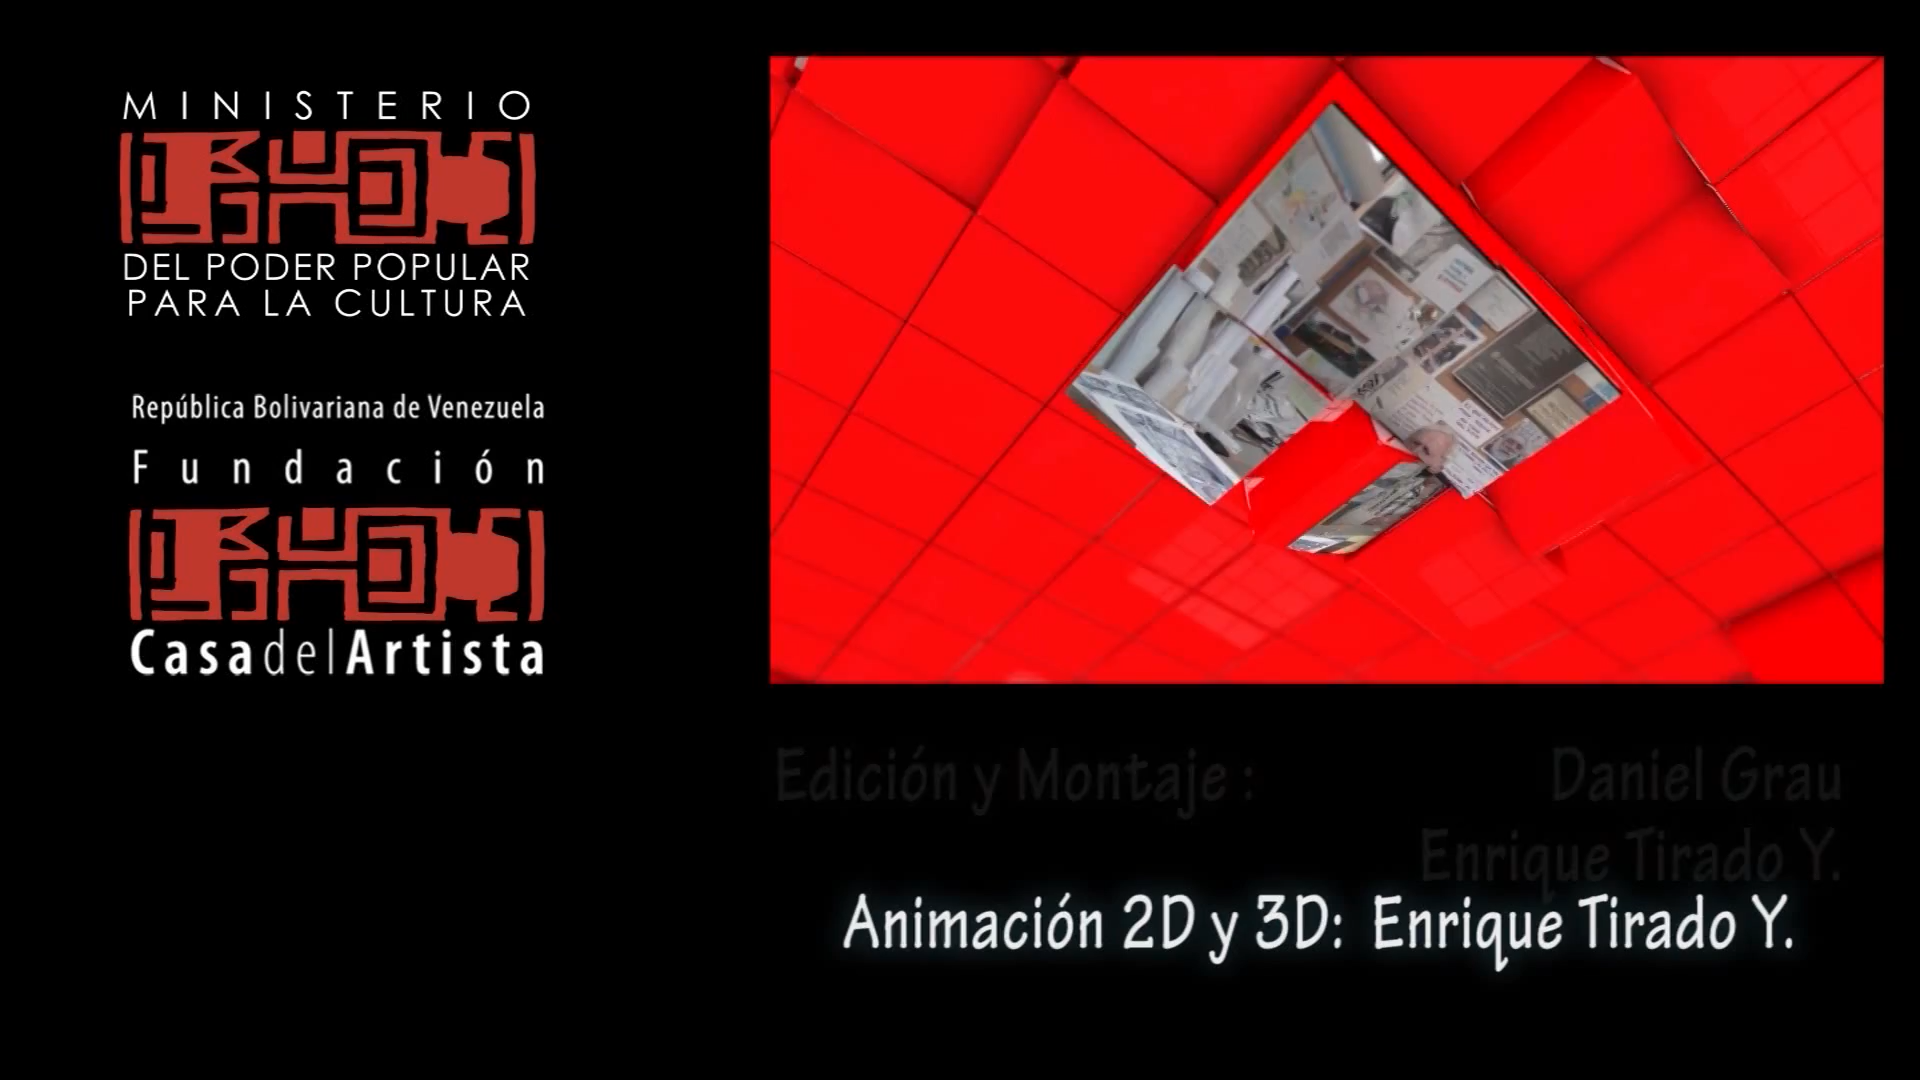 MINISTERIO
DEL PODER POPULAR
PARA LA CULTURA
República Bolivariana de Venezuela
Fundación
CasadelArtista
Edición y Montaje : Daniel Grau
Enrique Tirado Y.
Animación 2D y 3D: Enrique Tirado Y.